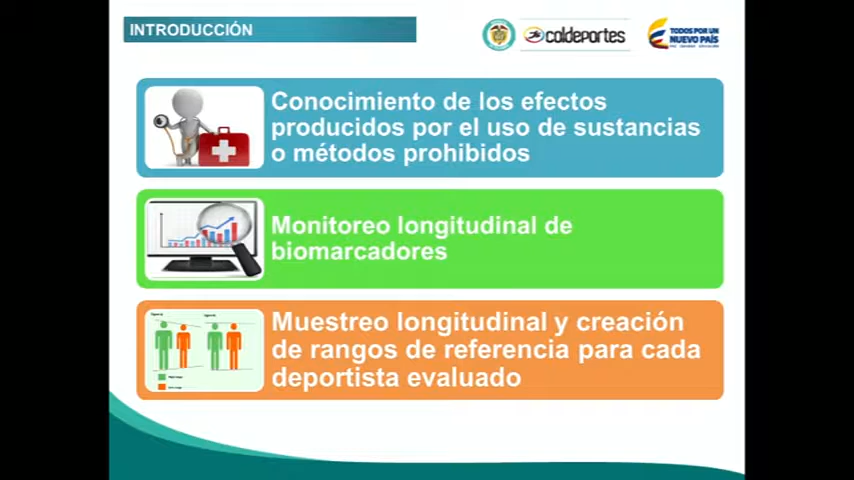 INTRODUCCIÓN
coldeportes
TODOS POR UN
NUEVO PAÍS
Conocimiento de los efectos
producidos por el uso de sustancias
o métodos prohibidos
Monitoreo longitudinal de
biomarcadores
Muestreo longitudinal y creación
de rangos de referencia para cada
deportista evaluado